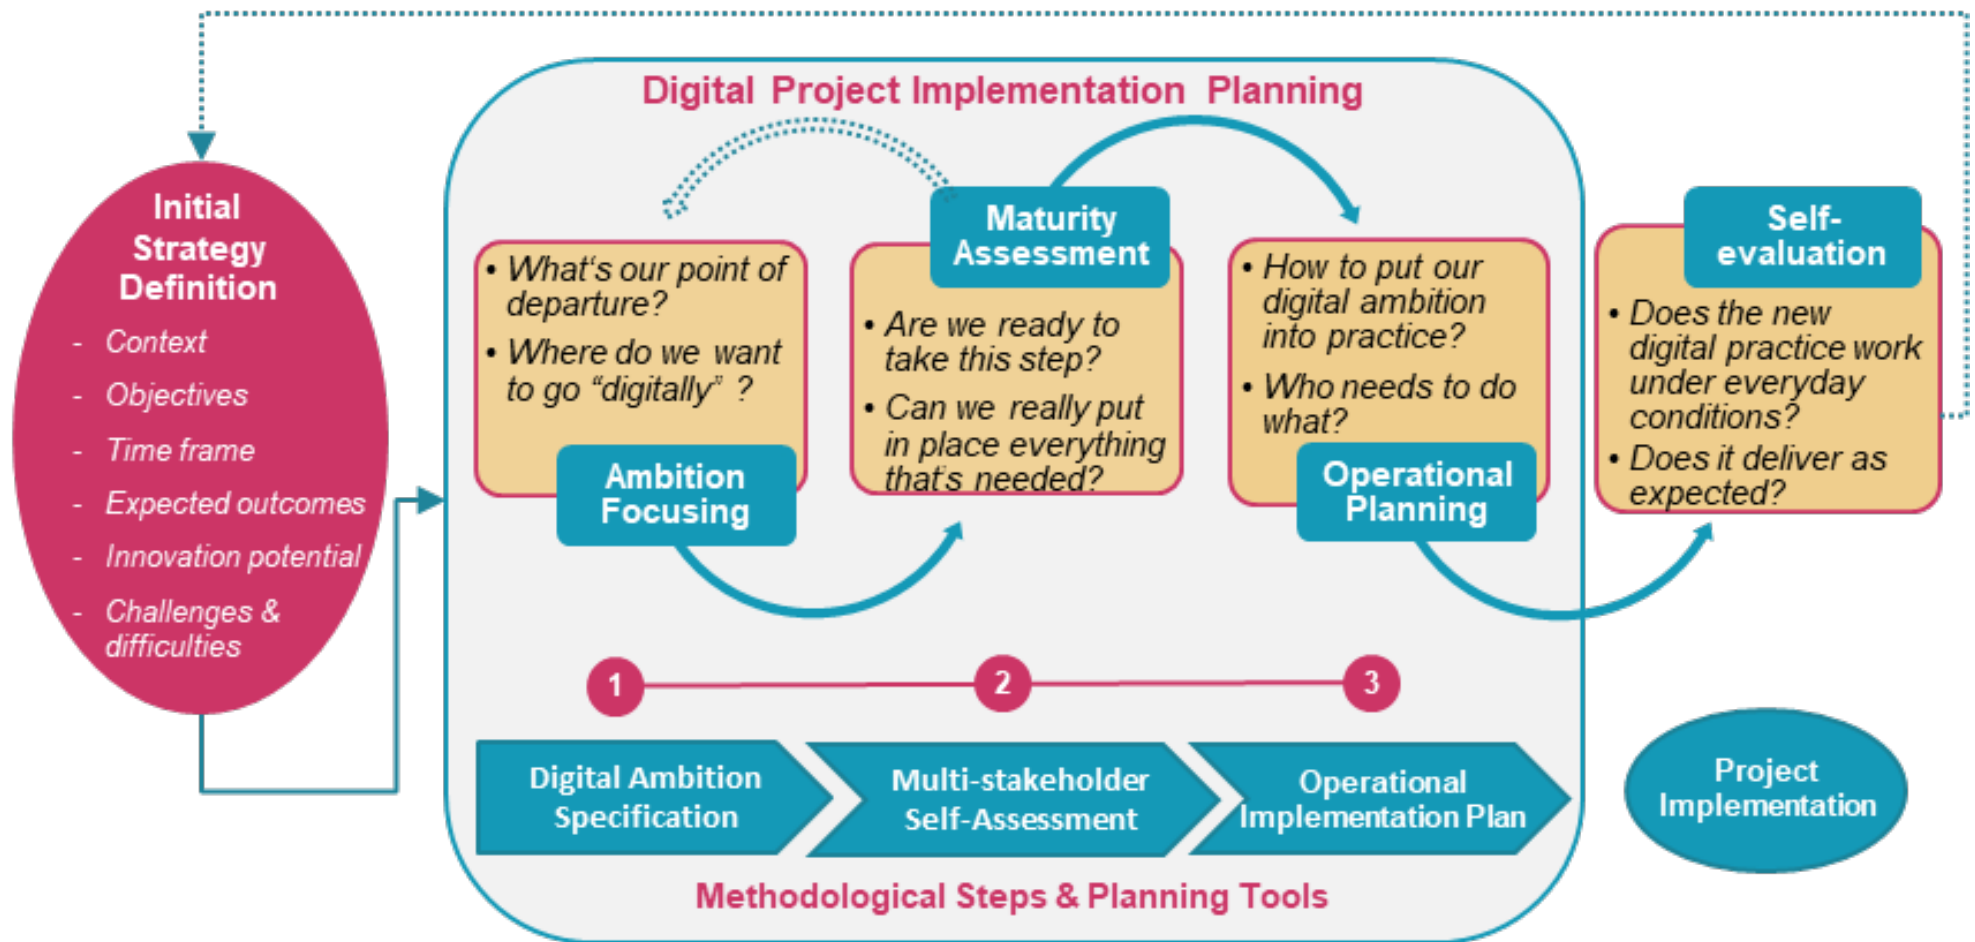 Digital Project Implementation Planning
Initial
Strategy
Definition
- Context
- Objectives
- Time frame
- Expected outcomes
- Innovation potential
- Challenges &
difficulties
• What's our point of
departure?
• Where do we want
to go “digitally” ?
Ambition
Focusing
Maturity
Assessment
• Are we ready to
take this step?
• Can we really put
in place everything
that's needed?
• How to put our
digital ambition
into practice?
• Who needs to do
what?
Operational
Planning
Self-
evaluation
• Does the new
digital practice work
under everyday
conditions?
• Does it deliver as
expected?
1
2
3
Digital Ambition
Specification
Multi-stakeholder
Self-Assessment
Operational
Implementation Plan
Project
Implementation
Methodological Steps & Planning Tools